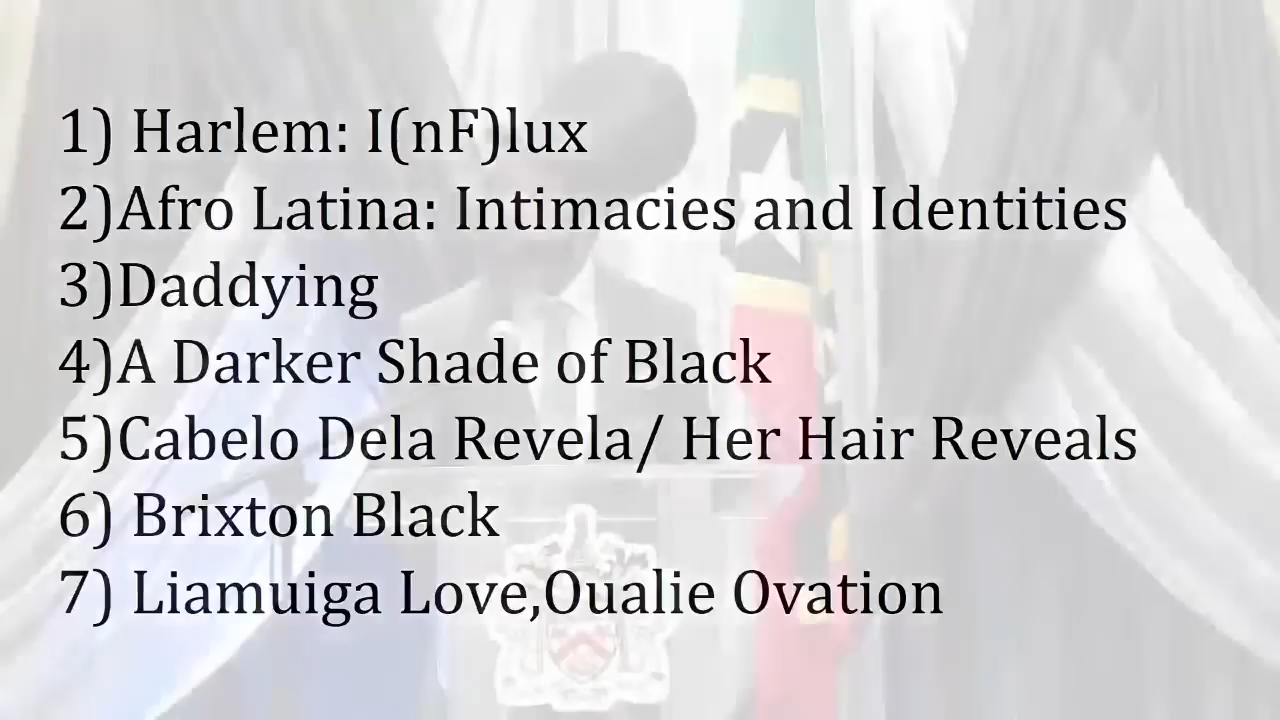 1) Harlem: I(nF)lux
2)Afro Latina: Intimacies and Identities
3)Daddying
4)A Darker Shade of Black
5)Cabelo Dela Revela/ Her Hair Reveals
6) Brixton Black
7) Liamuiga Love,Oualie Ovation